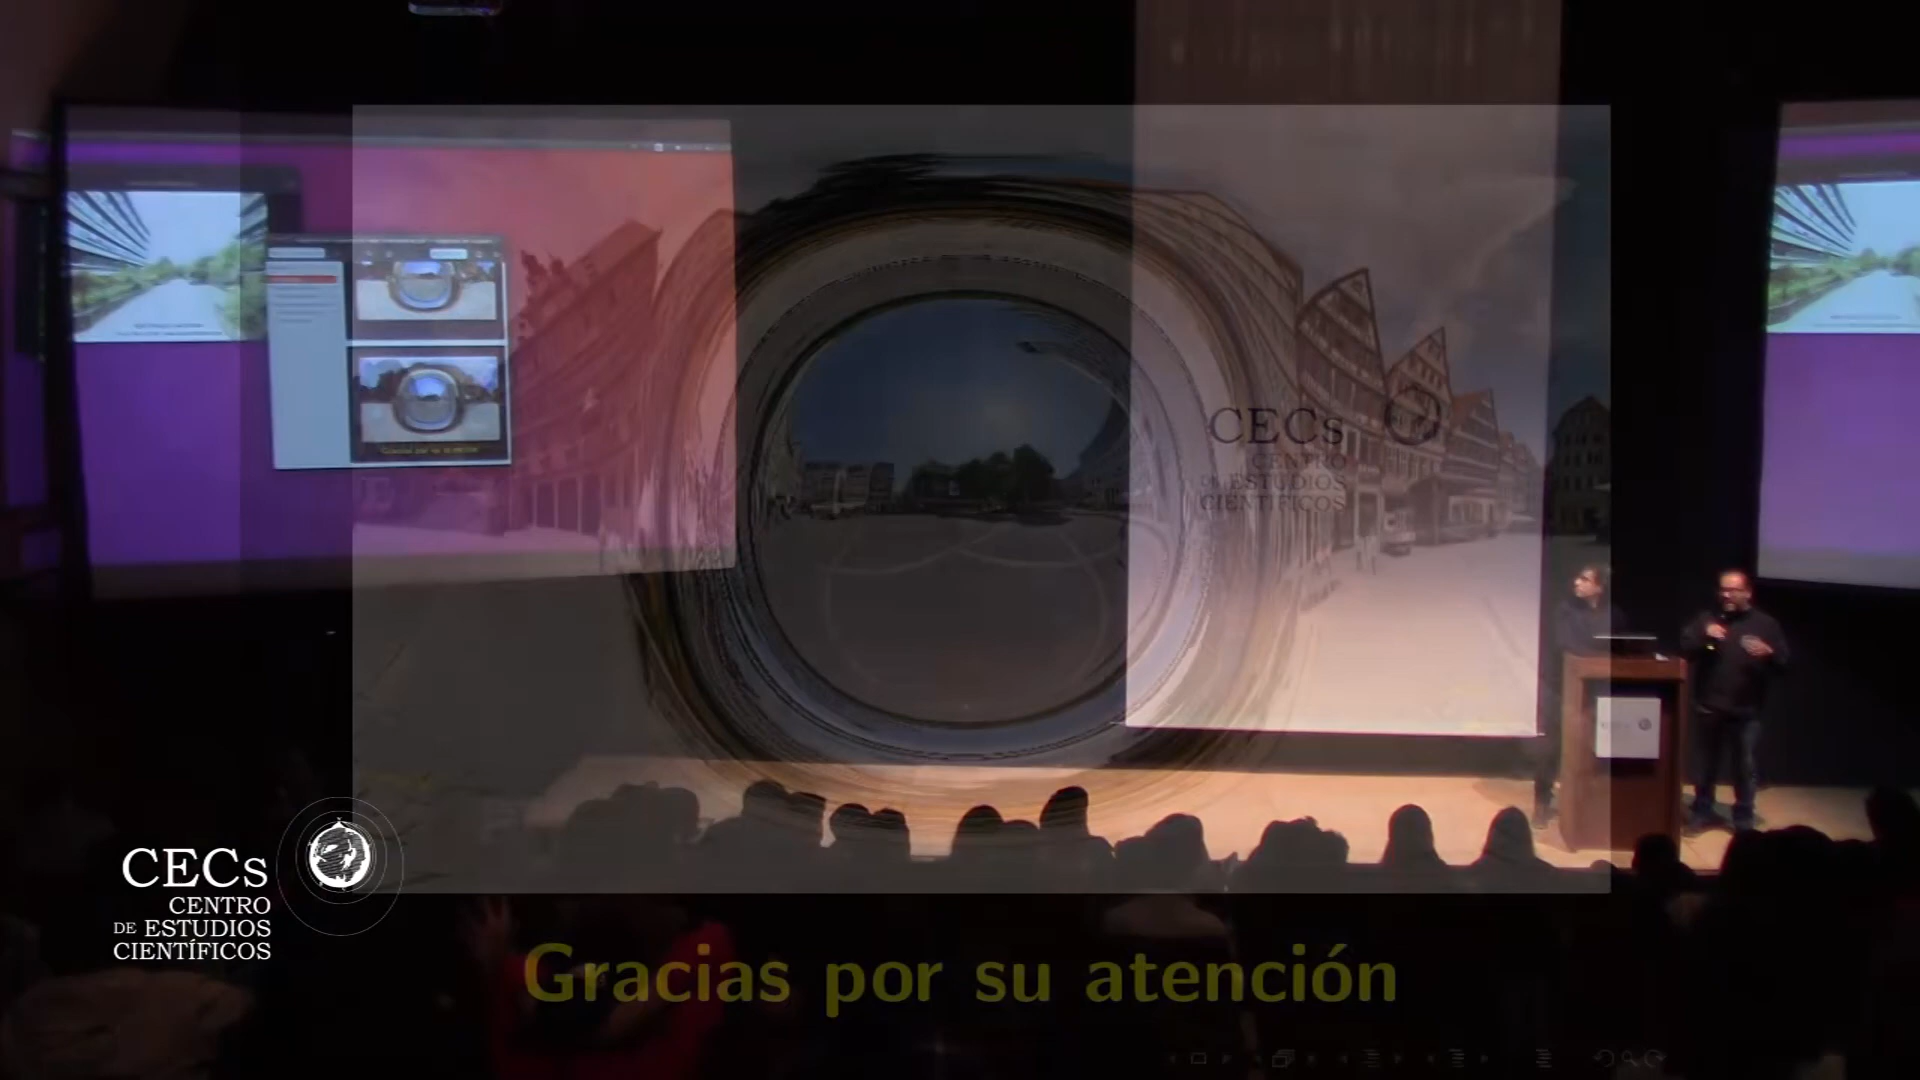 CECs
CENTRO
DE ESTUDIOS
CIENTÍFICOS
CECs
CENTRO
DE ESTUDIOS
CIENTÍFICOS
Gracias por su atención